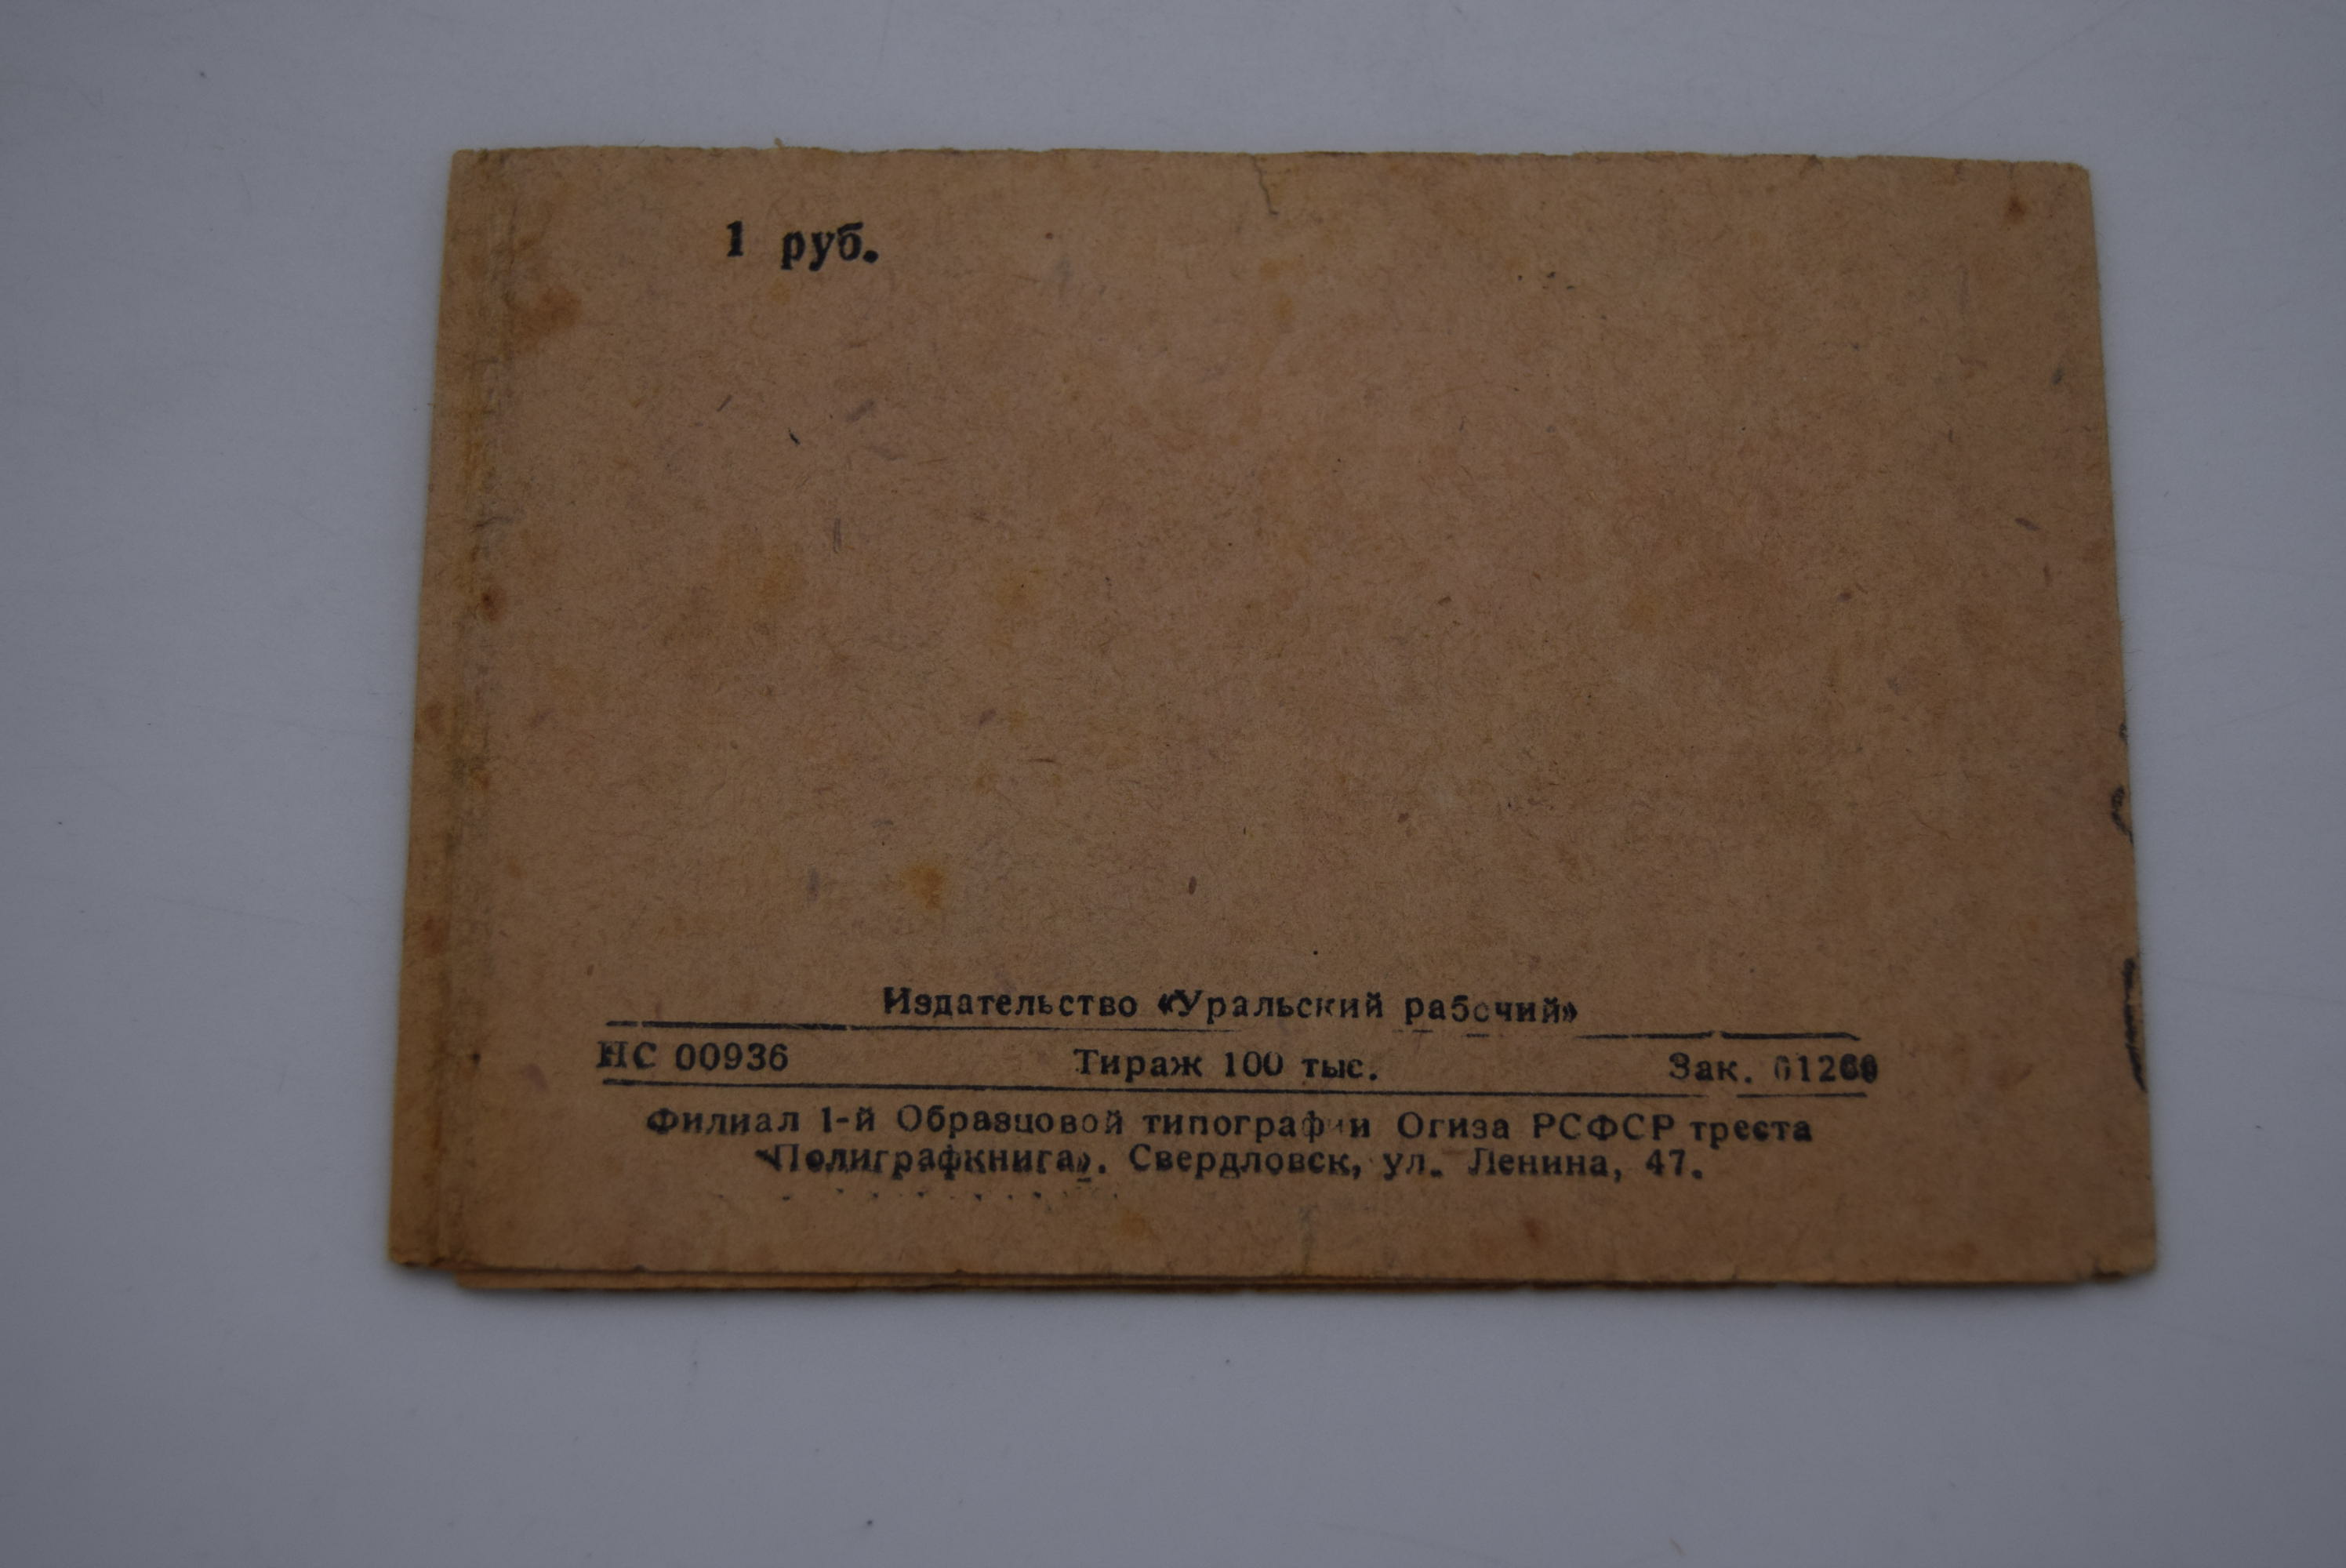 1 руб.
Издательство «Уральский рабочий»
НС 00936 Тираж 100 тыс. Зак.
Филиал 1-й Образцовой типографии Огиза РСФСР треста
«Полиграфкнига». Свердловск, ул. Ленина, 47.